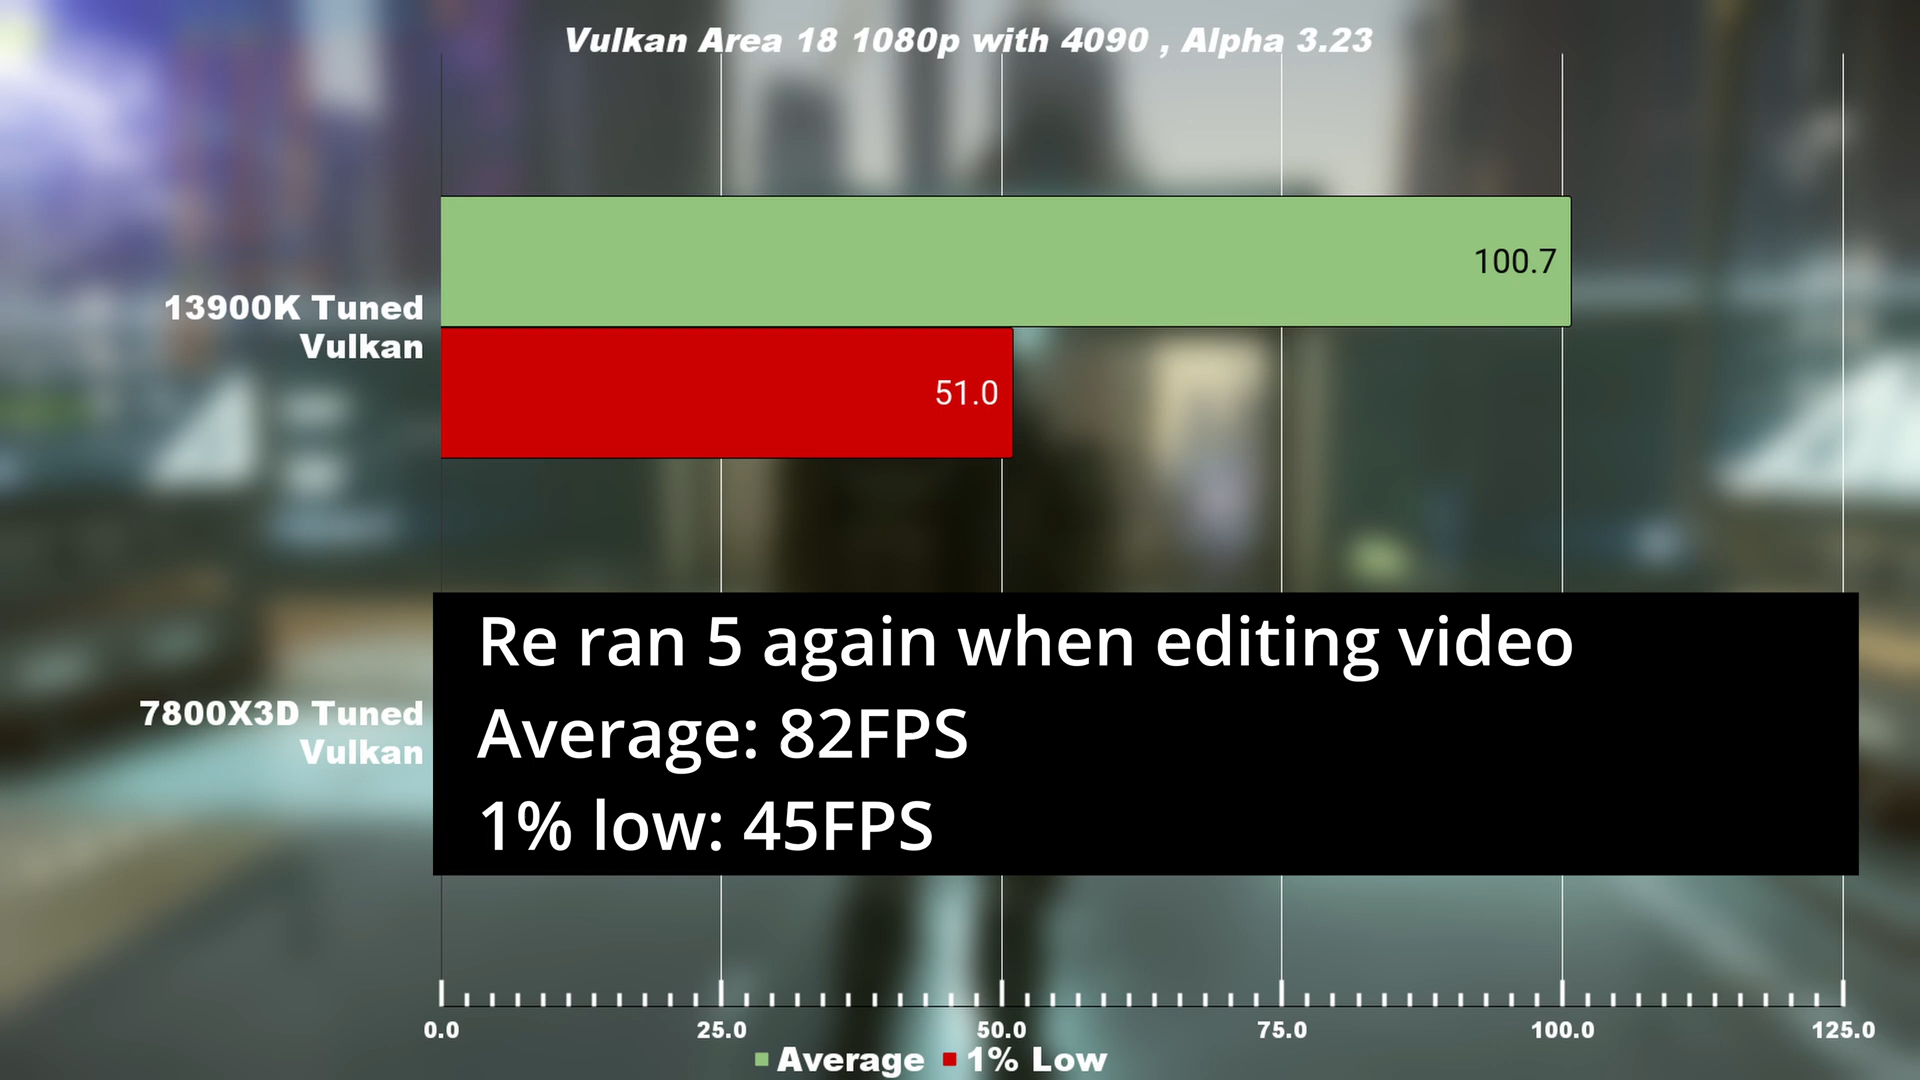 Vulkan Area 18 1080p with 4090 , Alpha 3.23
13900K Tuned
Vulkan
100.7
51.0
7800X3D Tuned
Vulkan
Re ran 5 again when editing video
Average: 82FPS
1% low: 45FPS
0.0 25.0 50.0 75.0 100.0 125.0
Average 1% Low